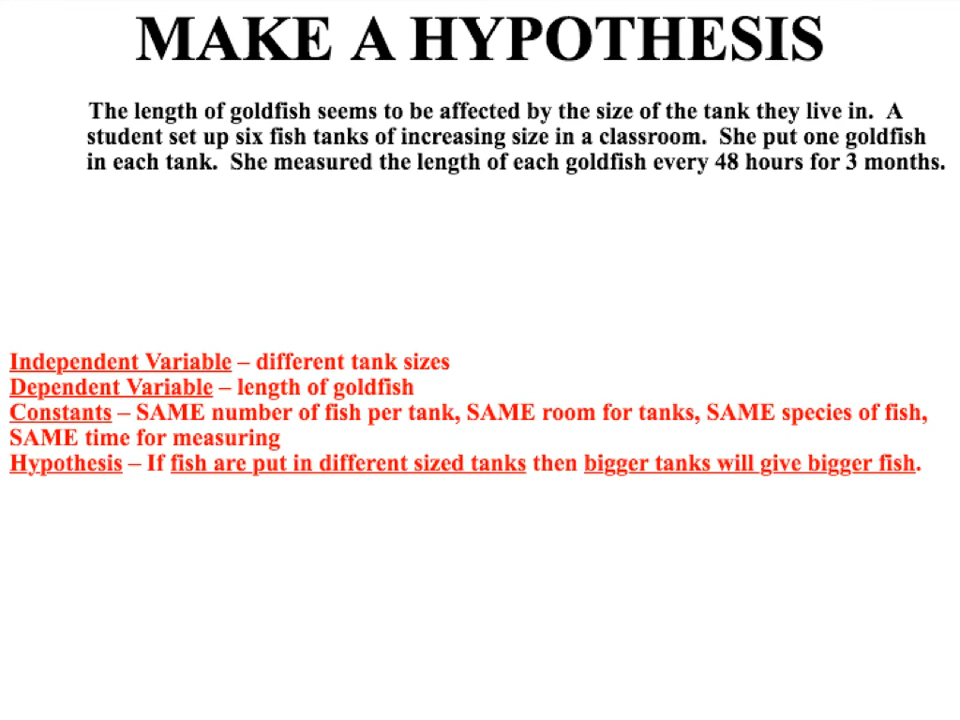 MAKE A HYPOTHESIS
The length of goldfish seems to be affected by the size of the tank they live in.  A
student set up six fish tanks of increasing size in a classroom.  She put one goldfish
in each tank.  She measured the length of each goldfish every 48 hours for 3 months.
Independent Variable – different tank sizes
Dependent Variable – length of goldfish
Constants – SAME number of fish per tank, SAME room for tanks, SAME species of fish,
SAME time for measuring
Hypothesis – If fish are put in different sized tanks then bigger tanks will give bigger fish.